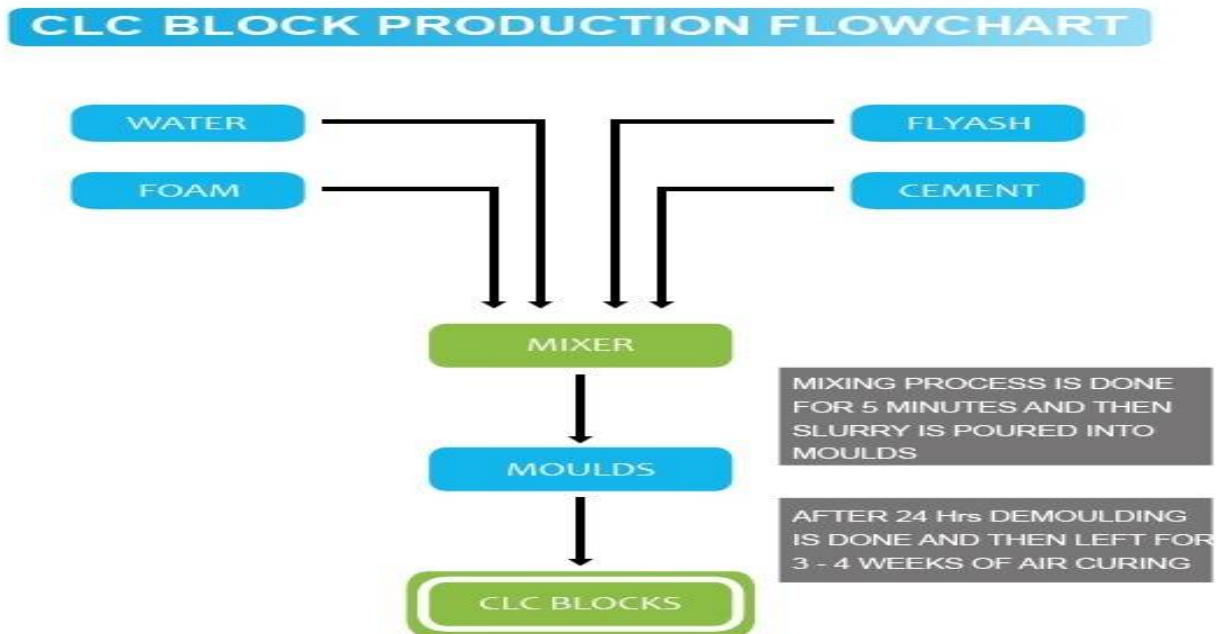 CLC BLOCK PRODUCTION FLOWCHART
WATER
FLYASH
FOAM
CEMENT
MIXER
MIXING PROCESS IS DONE
FOR 5 MINUTES AND THEN
SLURRY IS POURED INTO
MOULDS
MOULDS
AFTER 24 Hrs DEMOULDING
IS DONE AND THEN LEFT FOR
3 - 4 WEEKS OF AIR CURING
CLC BLOCKS